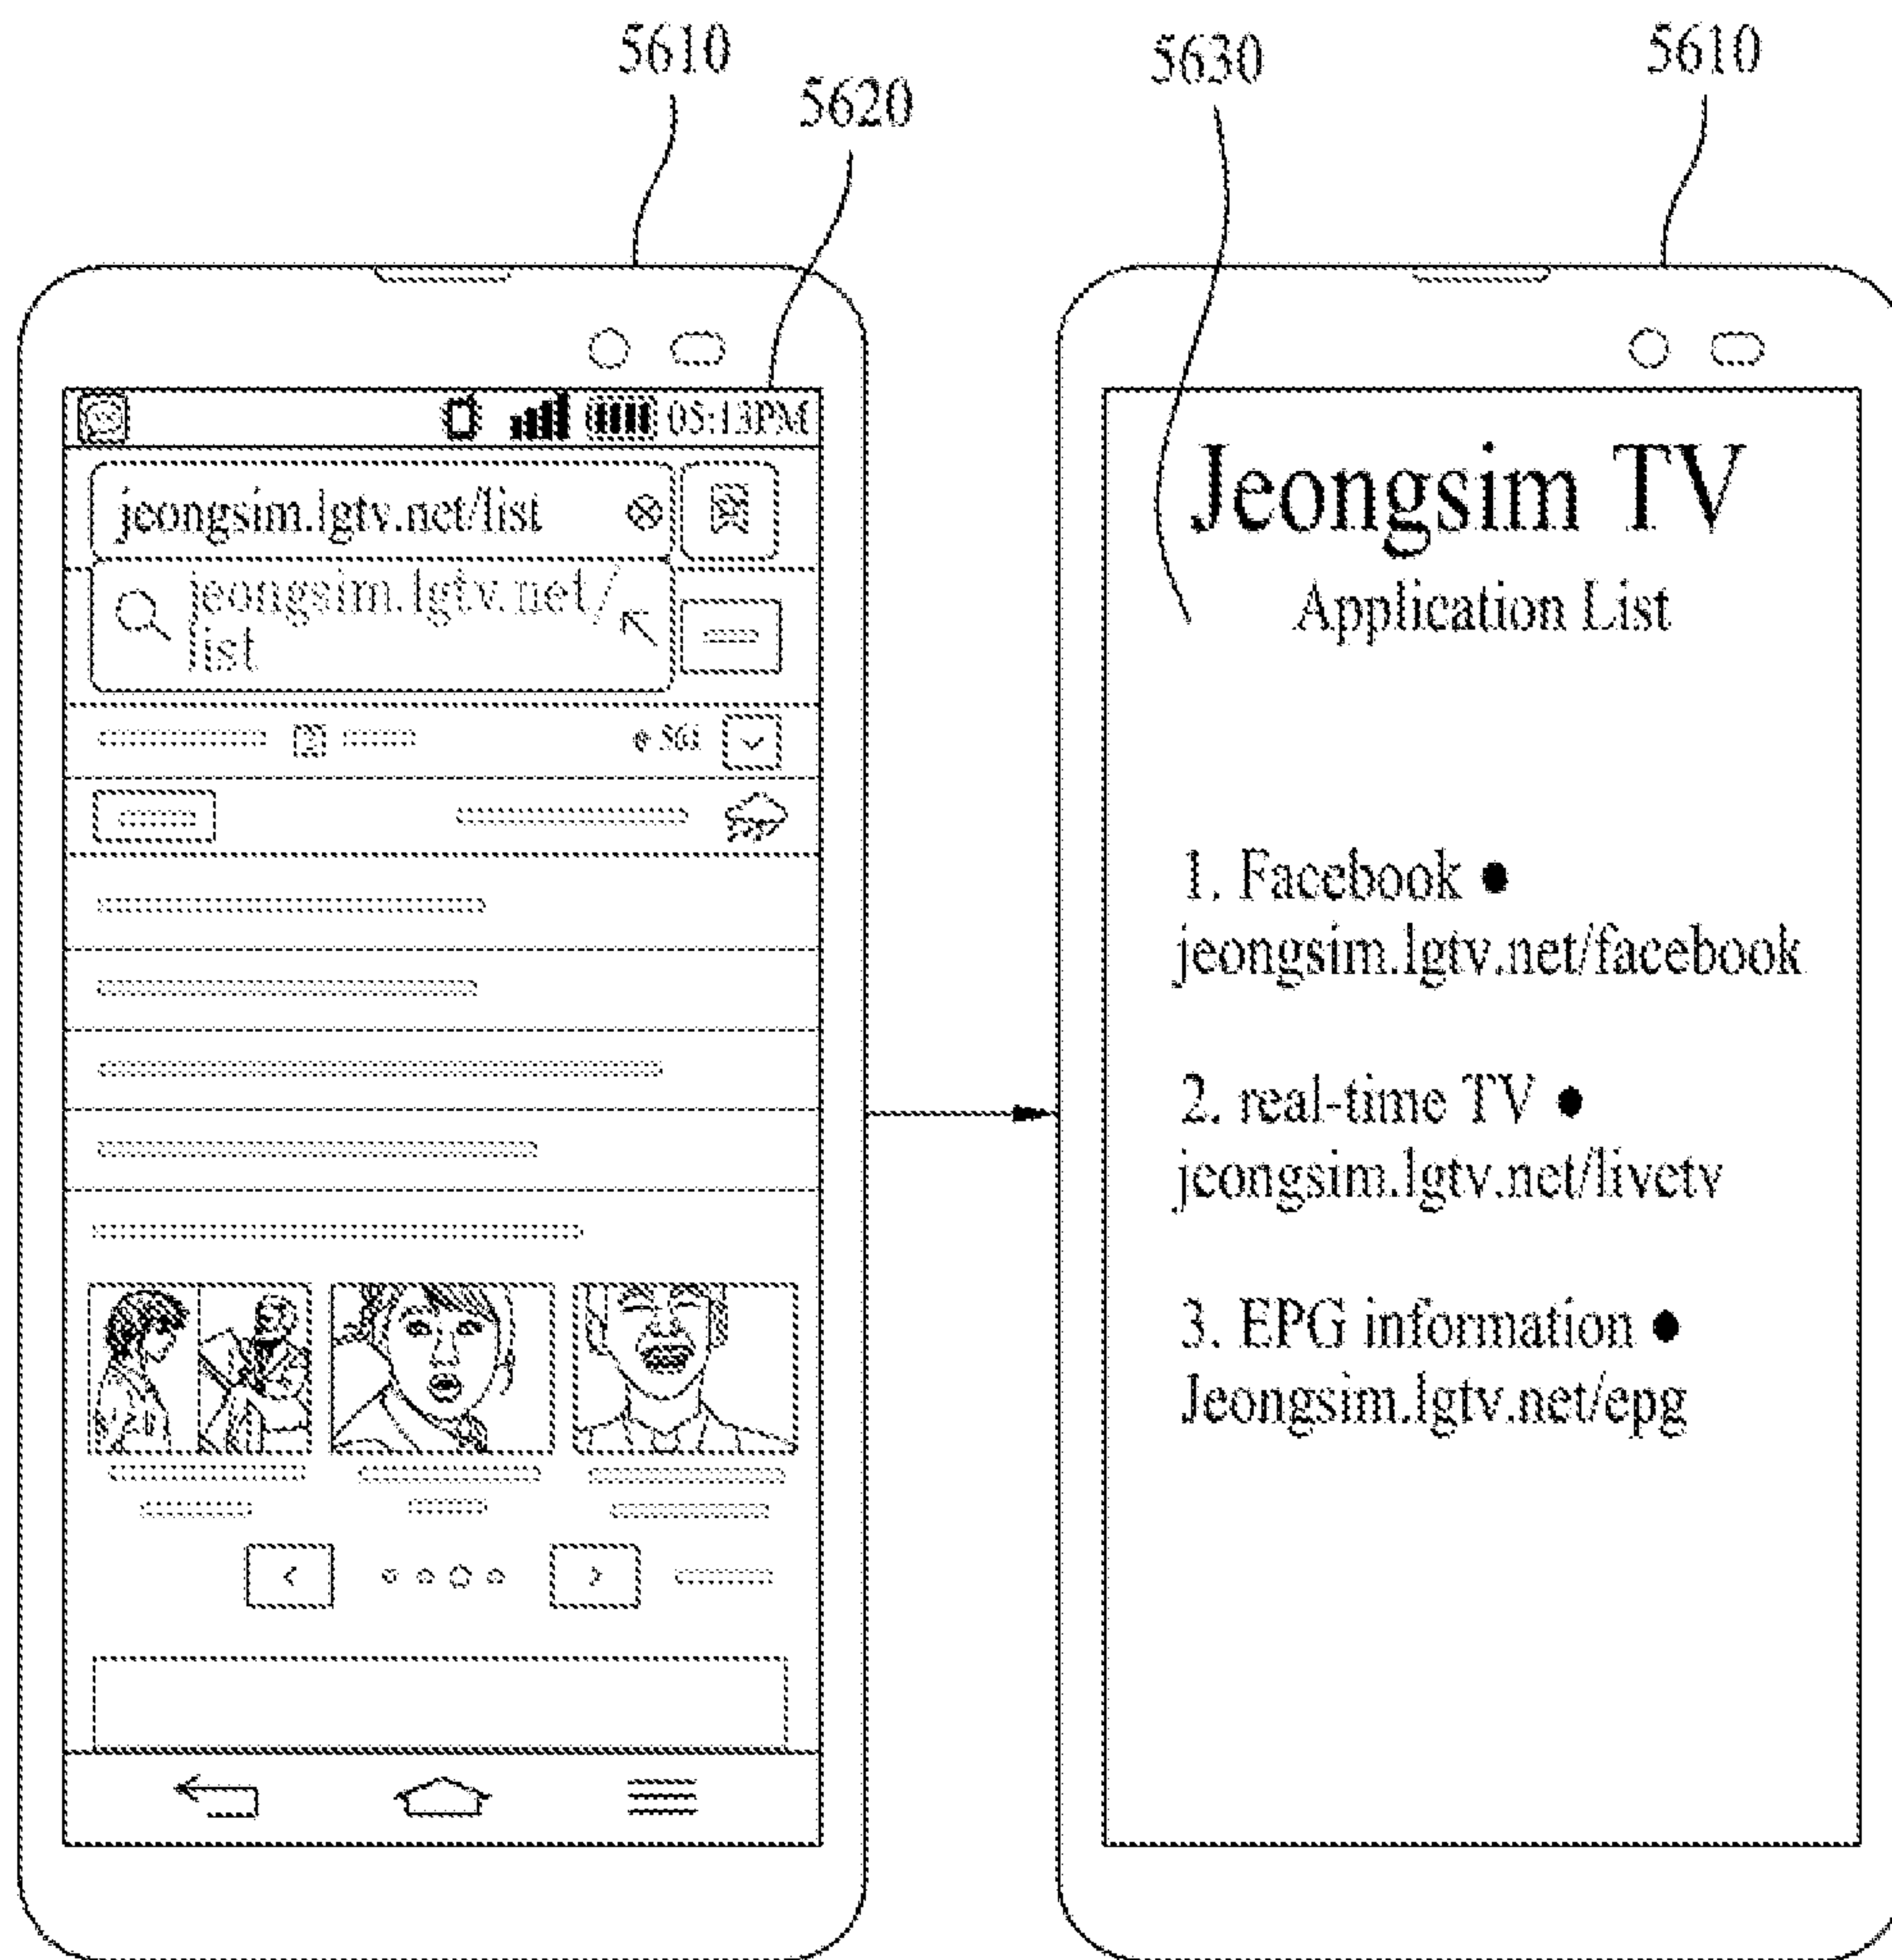 5610
5620
05:13PM
jeongsim.lgtv.net/list
jeongsim.lgtv.net/
list
5630
5610
Jeongsim TV
Application List
1. Facebook ●
jeongsim.lgtv.net/facebook
2. real-time TV ●
jeongsim.lgtv.net/livetv
3. EPG information ●
Jeongsim.lgtv.net/epg